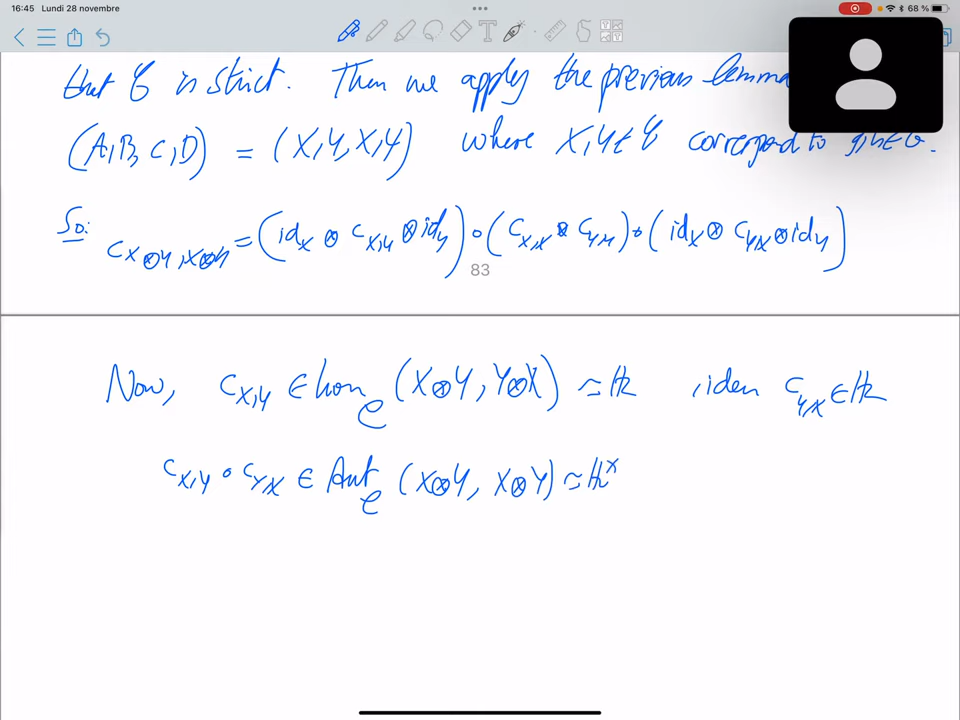 16:45 Lundi 28 novembre
68 %
that 𝒞 is strict. Then we apply the previous lemma
(A,B,C,D) = (X,Y,X,Y) where X,Y∈𝒞 correspond to g,h∈G.
So: c_{X⊗Y,X⊗Y} = (id_X ⊗ c_{X,Y} ⊗ id_Y) ∘ (c_{X,X} ⊗ c_{Y,Y}) ∘ (id_X ⊗ c_{Y,X} ⊗ id_Y)
83
Now, c_{X,Y} ∈ hom_𝒞 (X⊗Y, Y⊗X) ≃ 𝕜, idem c_{Y,X} ∈ 𝕜
c_{X,Y} ∘ c_{Y,X} ∈ Aut_𝒞 (X⊗Y, X⊗Y) ≃ 𝕜^×